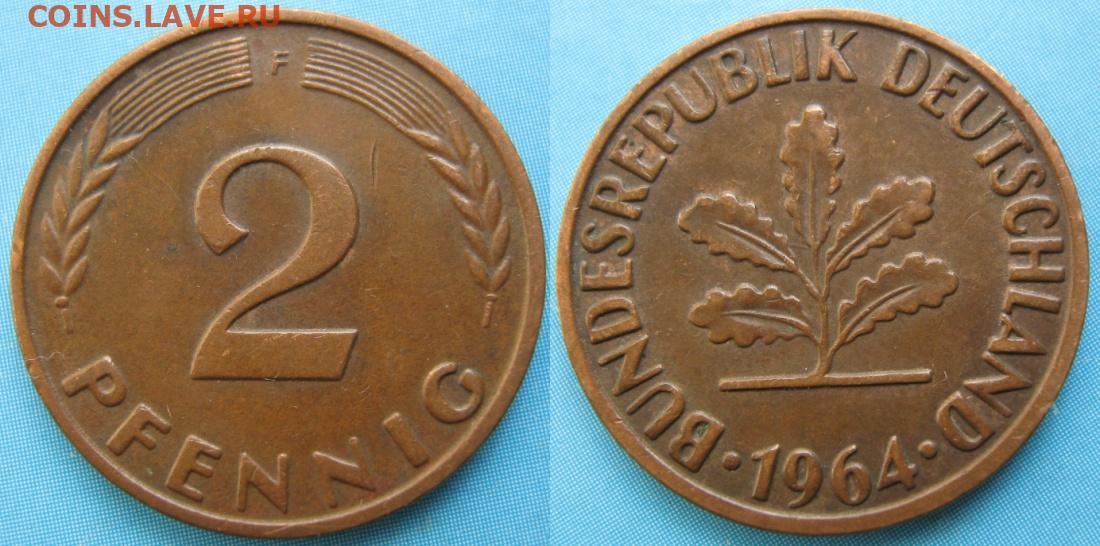 COINS.LAVE.RU
F
2
PFENNIG
BUNDESREPUBLIK DEUTSCHLAND
· 1964 ·